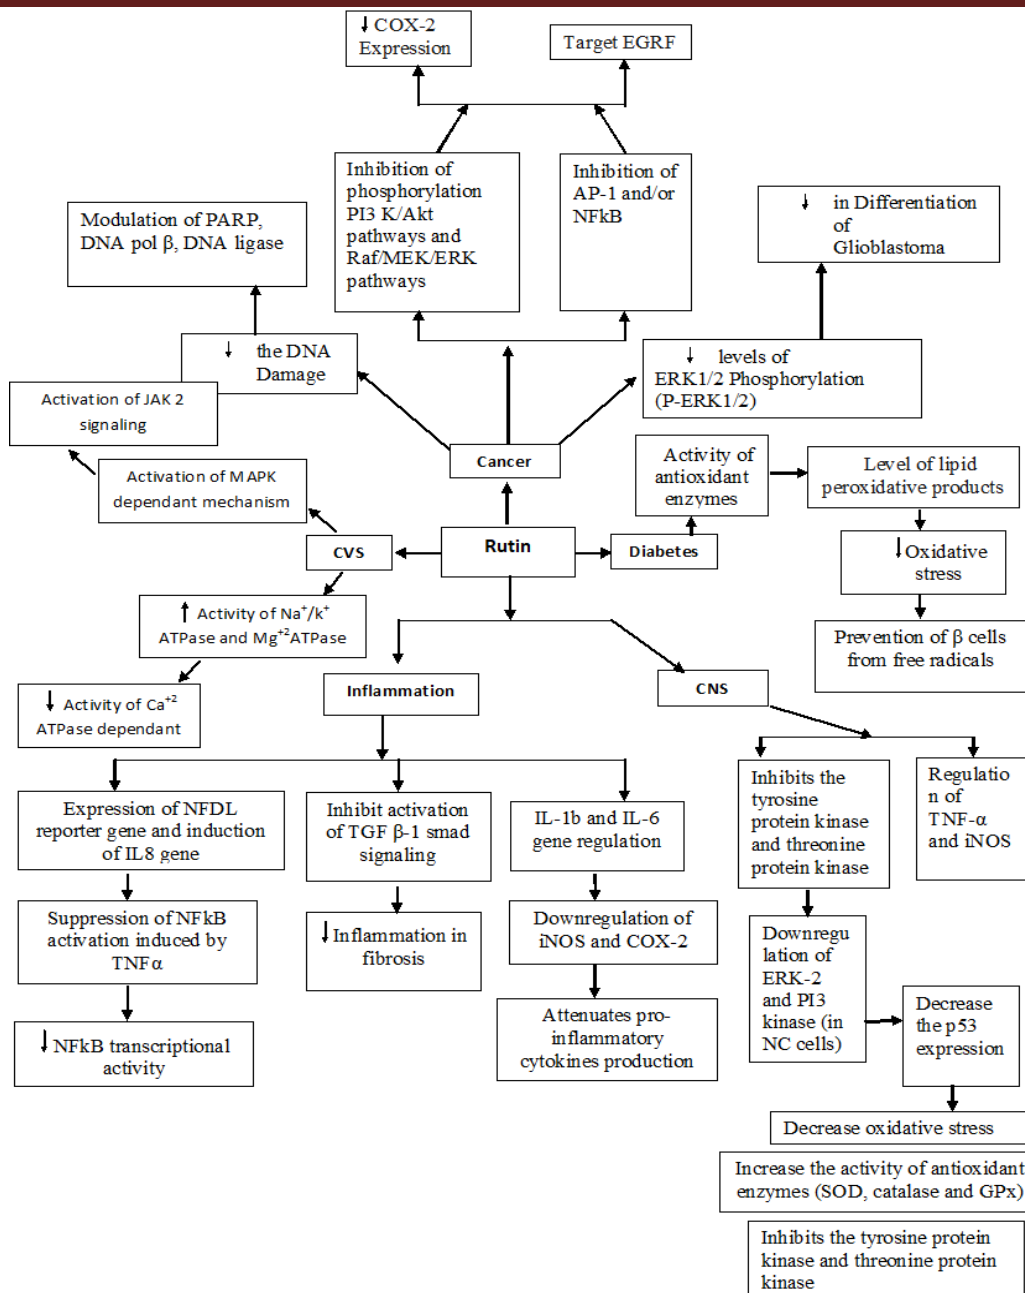 ↓ COX-2
Expression
Target EGRF
Inhibition of
phosphorylation
PI3 K/Akt
pathways and
Raf/MEK/ERK
pathways
Inhibition of
AP-1 and/or
NFkB
↓ in Differentiation
of
Glioblastoma
Modulation of PARP,
DNA pol β, DNA ligase
↓ the DNA
Damage
↓ levels of
ERK1/2 Phosphorylation
(P-ERK1/2)
Activation of JAK 2
signaling
Activation of MAPK
dependant mechanism
Cancer
Activity of
antioxidant
enzymes
Level of lipid
peroxidative products
CVS
Rutin
Diabetes
↓Oxidative
stress
↑ Activity of Na⁺/k⁺
ATPase and Mg⁺²ATPase
Prevention of β cells
from free radicals
↓ Activity of Ca⁺²
ATPase dependant
Inflammation
CNS
Expression of NFDL
reporter gene and induction
of IL8 gene
Suppression of NFkB
activation induced by
TNFα
↓NFkB transcriptional
activity
Inhibit activation
of TGF β-1 smad
signaling
↓Inflammation in
fibrosis
IL-1b and IL-6
gene regulation
Downregulation of
iNOS and COX-2
Attenuates pro-
inflammatory
cytokines production
Inhibits the
tyrosine
protein kinase
and threonine
protein kinase
Regulatio
n of
TNF-α
and iNOS
Downregu
lation of
ERK-2
and PI3
kinase (in
NC cells)
Decrease
the p53
expression
Decrease oxidative stress
Increase the activity of antioxidant
enzymes (SOD, catalase and GPx)
Inhibits the tyrosine protein
kinase and threonine protein
kinase